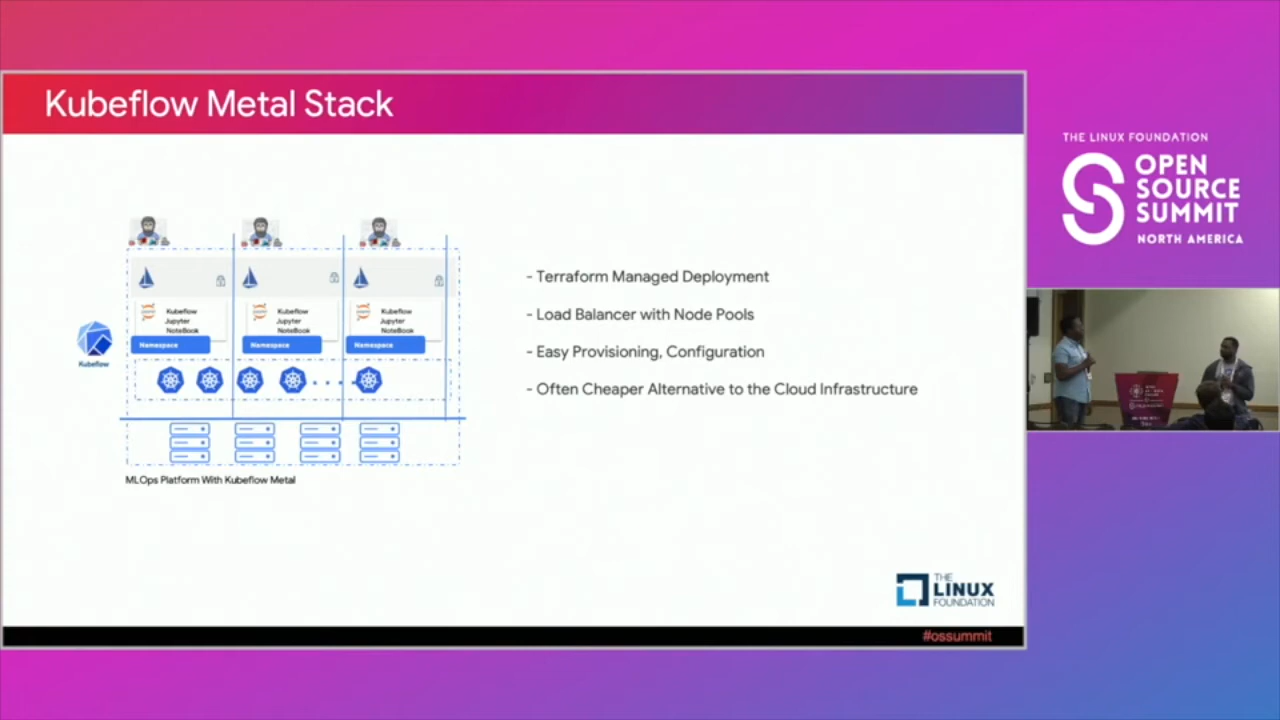 Kubeflow Metal Stack
Kubeflow
Jupyter
NoteBook
Namespace
Kubeflow
Jupyter
NoteBook
Namespace
Kubeflow
Jupyter
NoteBook
Namespace
Kubeflow
MLOps Platform With Kubeflow Metal
- Terraform Managed Deployment
- Load Balancer with Node Pools
- Easy Provisioning, Configuration
- Often Cheaper Alternative to the Cloud Infrastructure
THE
LINUX
FOUNDATION
#ossummit
THE LINUX FOUNDATION
OPEN
SOURCE
SUMMIT
NORTH AMERICA